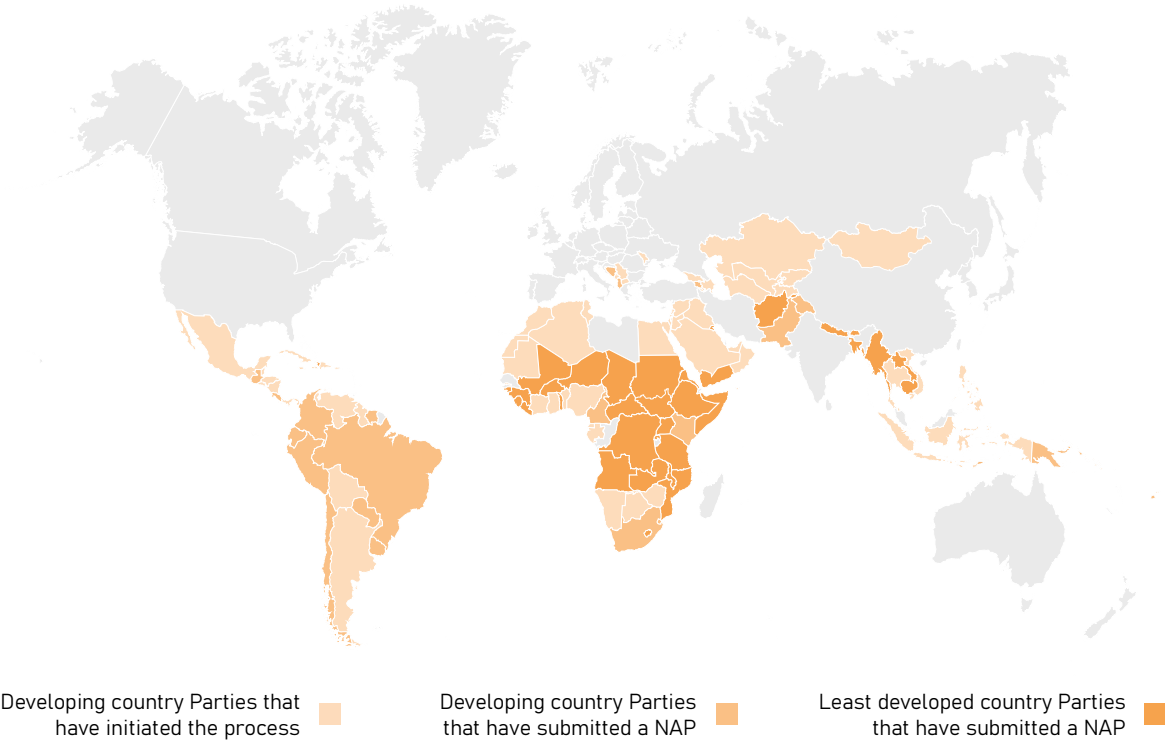 Developing country Parties that
have initiated the process
Developing country Parties
that have submitted a NAP
Least developed country Parties
that have submitted a NAP